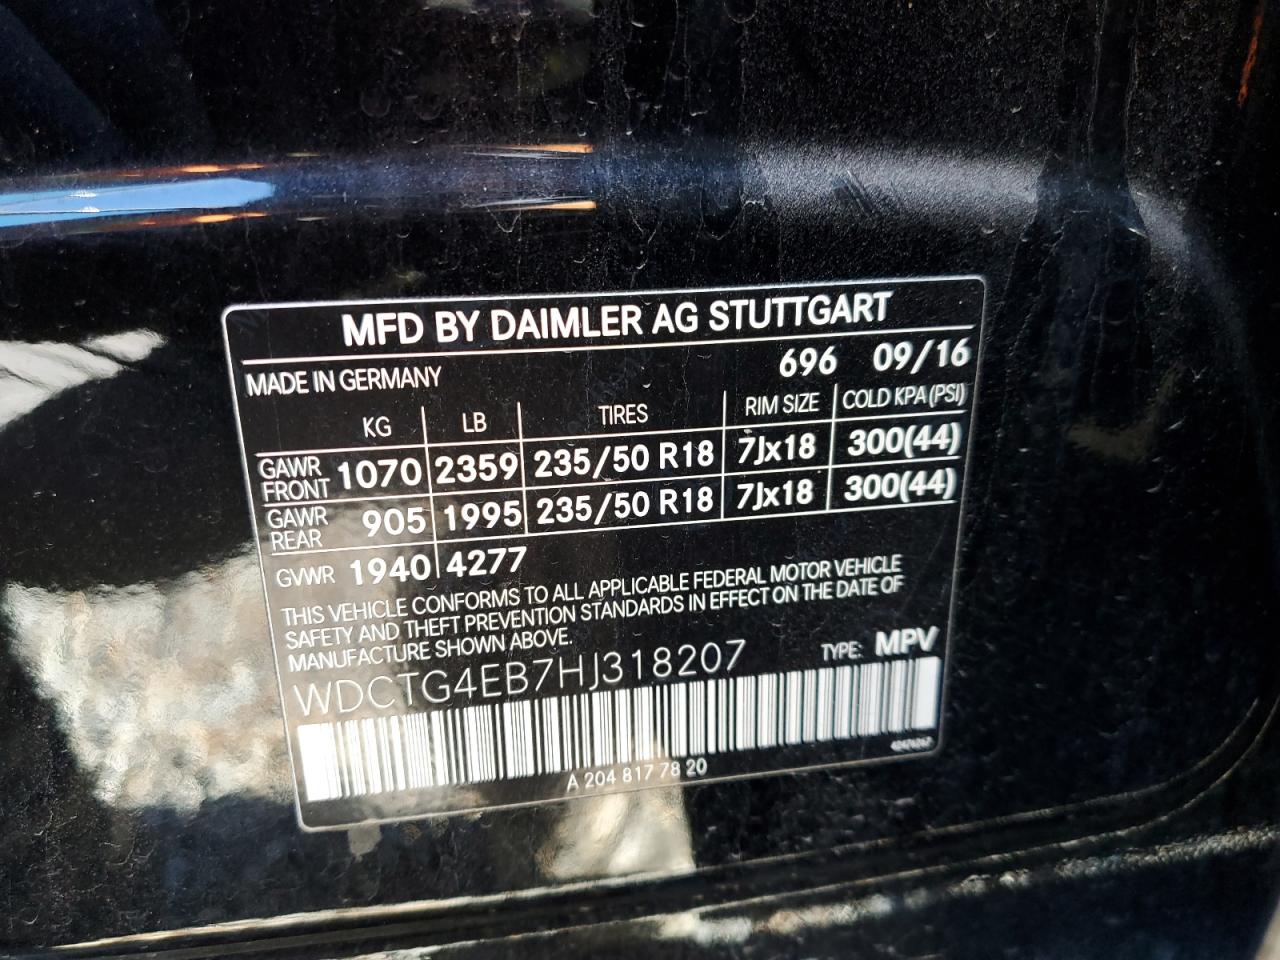 MFD BY DAIMLER AG STUTTGART
696 09/16
MADE IN GERMANY
KG LB TIRES RIM SIZE COLD KPA (PSI)
GAWR FRONT 1070 2359 235/50 R18 7Jx18 300(44)
GAWR REAR 905 1995 235/50 R18 7Jx18 300(44)
GVWR 1940 4277
THIS VEHICLE CONFORMS TO ALL APPLICABLE FEDERAL MOTOR VEHICLE
SAFETY AND THEFT PREVENTION STANDARDS IN EFFECT ON THE DATE OF
MANUFACTURE SHOWN ABOVE.
WDCTG4EB7HJ318207 TYPE: MPV
A 204 817 78 20